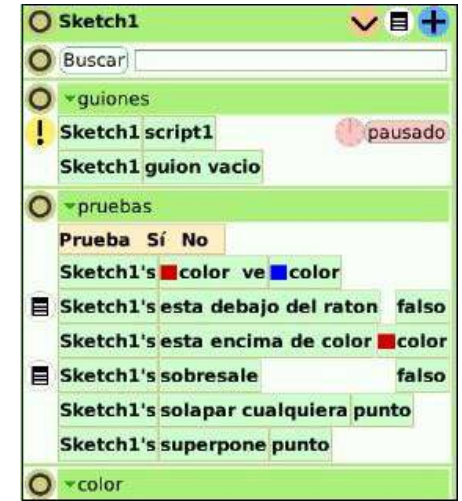 Sketch1
Buscar
guiones
! Sketch1 script1 pausado
Sketch1 guion vacio
pruebas
Prueba Sí No
Sketch1's color ve color
Sketch1's esta debajo del raton falso
Sketch1's esta encima de color color
Sketch1's sobresale falso
Sketch1's solapar cualquiera punto
Sketch1's superpone punto
color